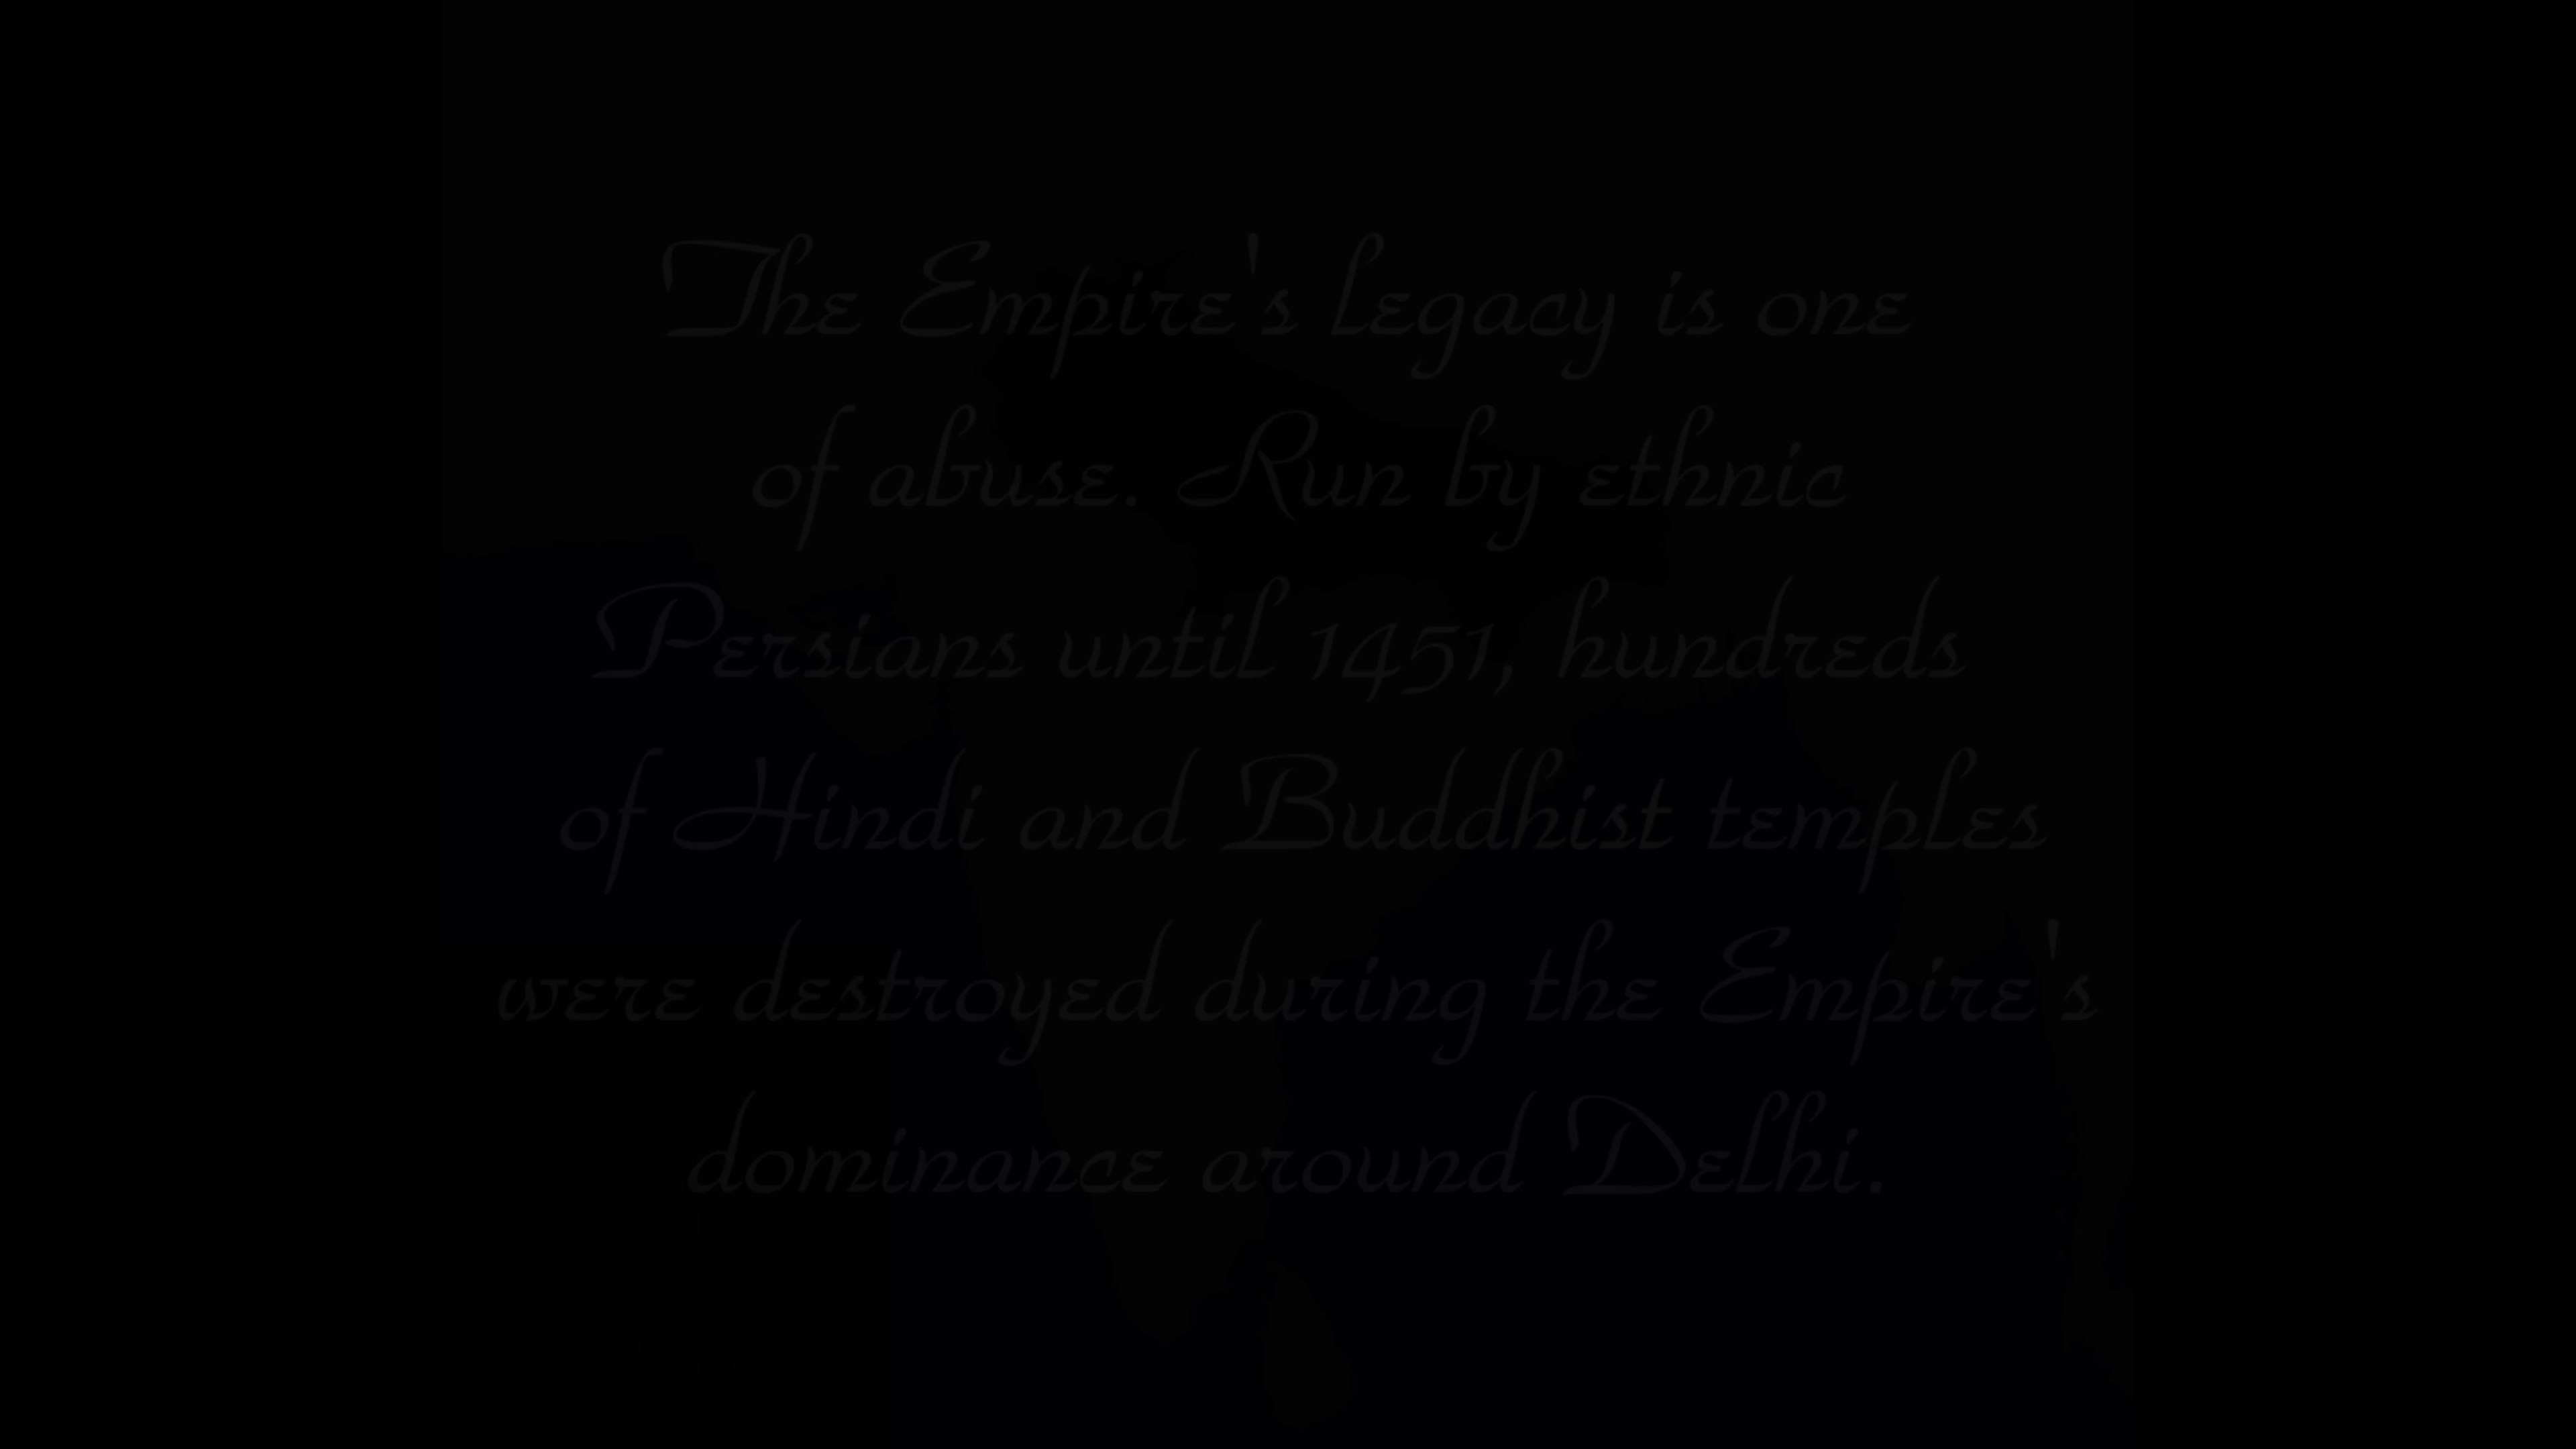 The Empire's legacy is one
of abuse. Run by ethnic
Persians until 1451, hundreds
of Hindi and Buddhist temples
were destroyed during the Empire's
dominance around Delhi.